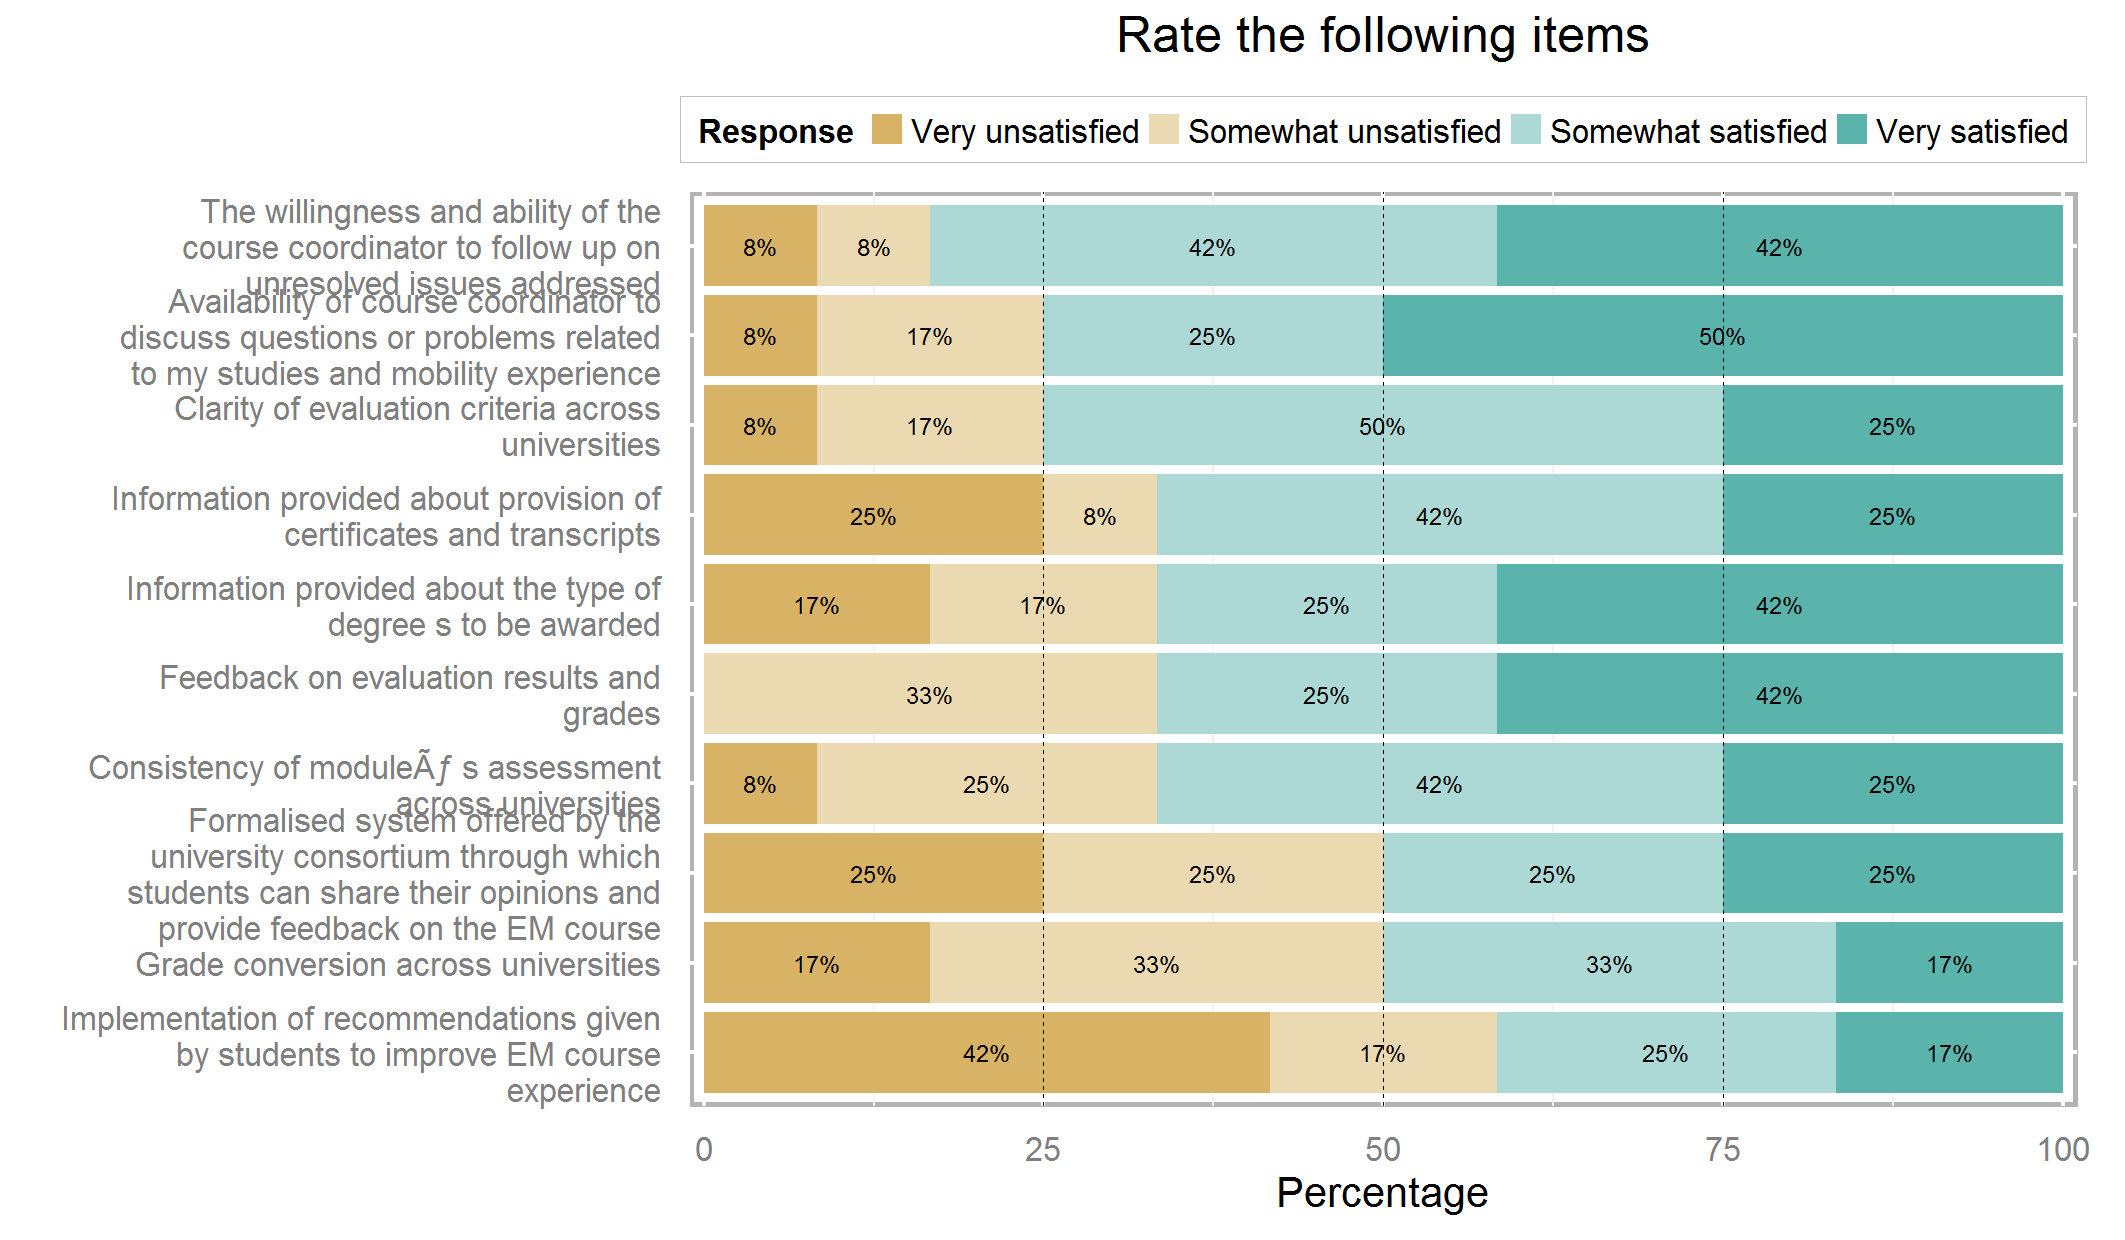 Rate the following items
Response Very unsatisfied Somewhat unsatisfied Somewhat satisfied Very satisfied
The willingness and ability of the
course coordinator to follow up on
unresolved issues addressed
8% 8% 42% 42%
Availability of course coordinator to
discuss questions or problems related
to my studies and mobility experience
8% 17% 25% 50%
Clarity of evaluation criteria across
universities
8% 17% 50% 25%
Information provided about provision of
certificates and transcripts
25% 8% 42% 25%
Information provided about the type of
degree s to be awarded
17% 17% 25% 42%
Feedback on evaluation results and
grades
33% 25% 42%
Consistency of moduleÃƒ s assessment
across universities
8% 25% 42% 25%
Formalised system offered by the
university consortium through which
students can share their opinions and
provide feedback on the EM course
25% 25% 25% 25%
Grade conversion across universities
17% 33% 33% 17%
Implementation of recommendations given
by students to improve EM course
experience
42% 17% 25% 17%
0 25 50 75 100
Percentage